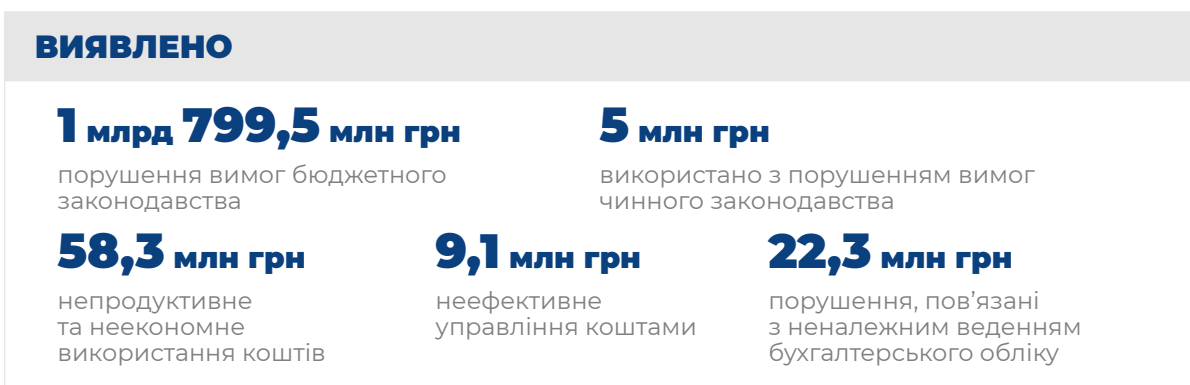 ВИЯВЛЕНО
1 млрд 799,5 млн грн
порушення вимог бюджетного
законодавства
5 млн грн
використано з порушенням вимог
чинного законодавства
58,3 млн грн
непродуктивне
та неекономне
використання коштів
9,1 млн грн
неефективне
управління коштами
22,3 млн грн
порушення, пов’язані
з неналежним веденням
бухгалтерського обліку